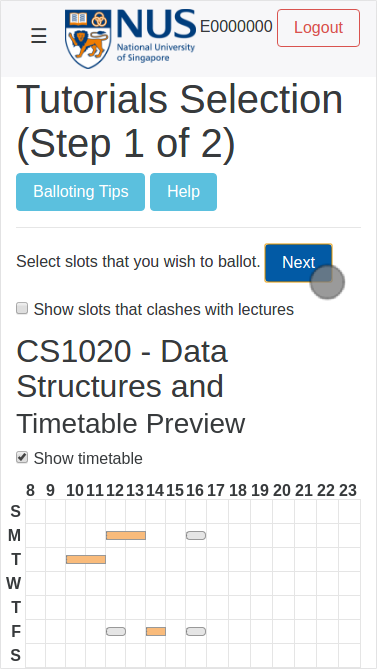 ☰
NUS
National University
of Singapore
E0000000
Logout
Tutorials Selection
(Step 1 of 2)
Balloting Tips
Help
Select slots that you wish to ballot.
Next
Show slots that clashes with lectures
CS1020 - Data
Structures and
Timetable Preview
Show timetable
8 9 10 11 12 13 14 15 16 17 18 19 20 21 22 23
S
M
T
W
T
F
S